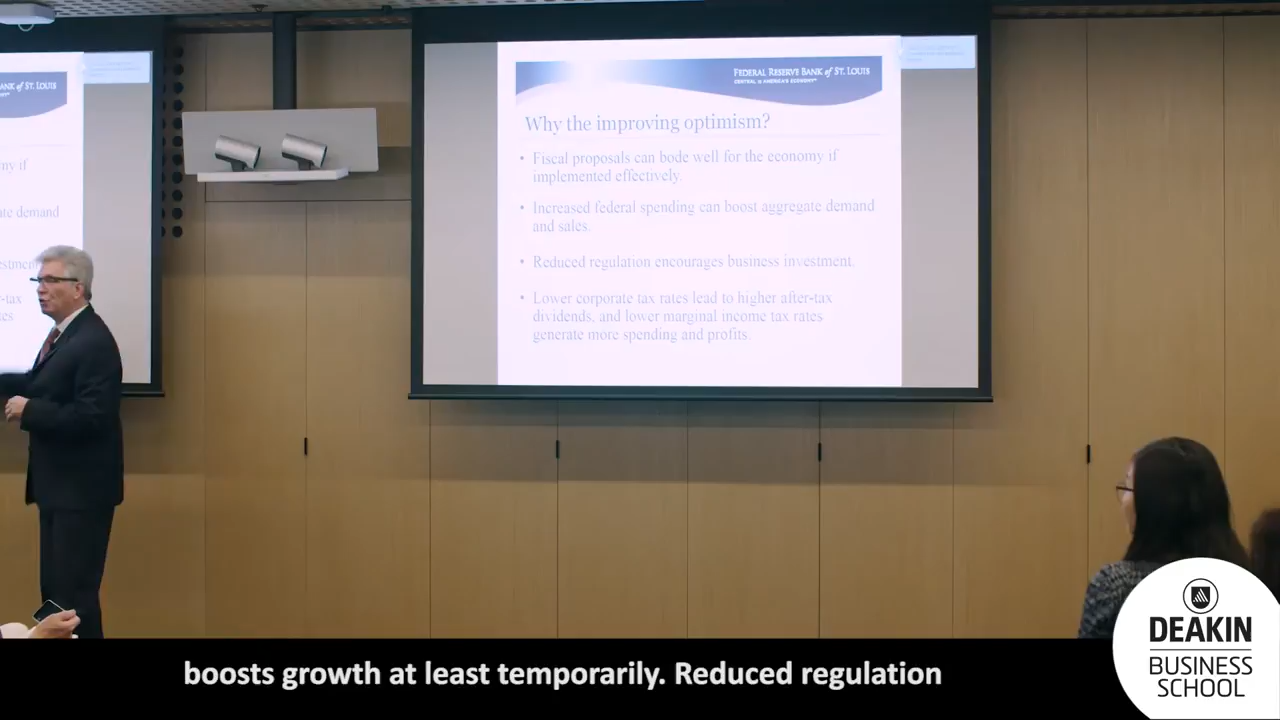 BANK of ST. LOUIS
my if
ate demand
estment
r-tax
es
FEDERAL RESERVE BANK of ST. LOUIS
CENTRAL to AMERICA'S ECONOMY™
Why the improving optimism?
• Fiscal proposals can bode well for the economy if
implemented effectively.
• Increased federal spending can boost aggregate demand
and sales.
• Reduced regulation encourages business investment.
• Lower corporate tax rates lead to higher after-tax
dividends, and lower marginal income tax rates
generate more spending and profits.
DEAKIN
BUSINESS
SCHOOL
boosts growth at least temporarily. Reduced regulation